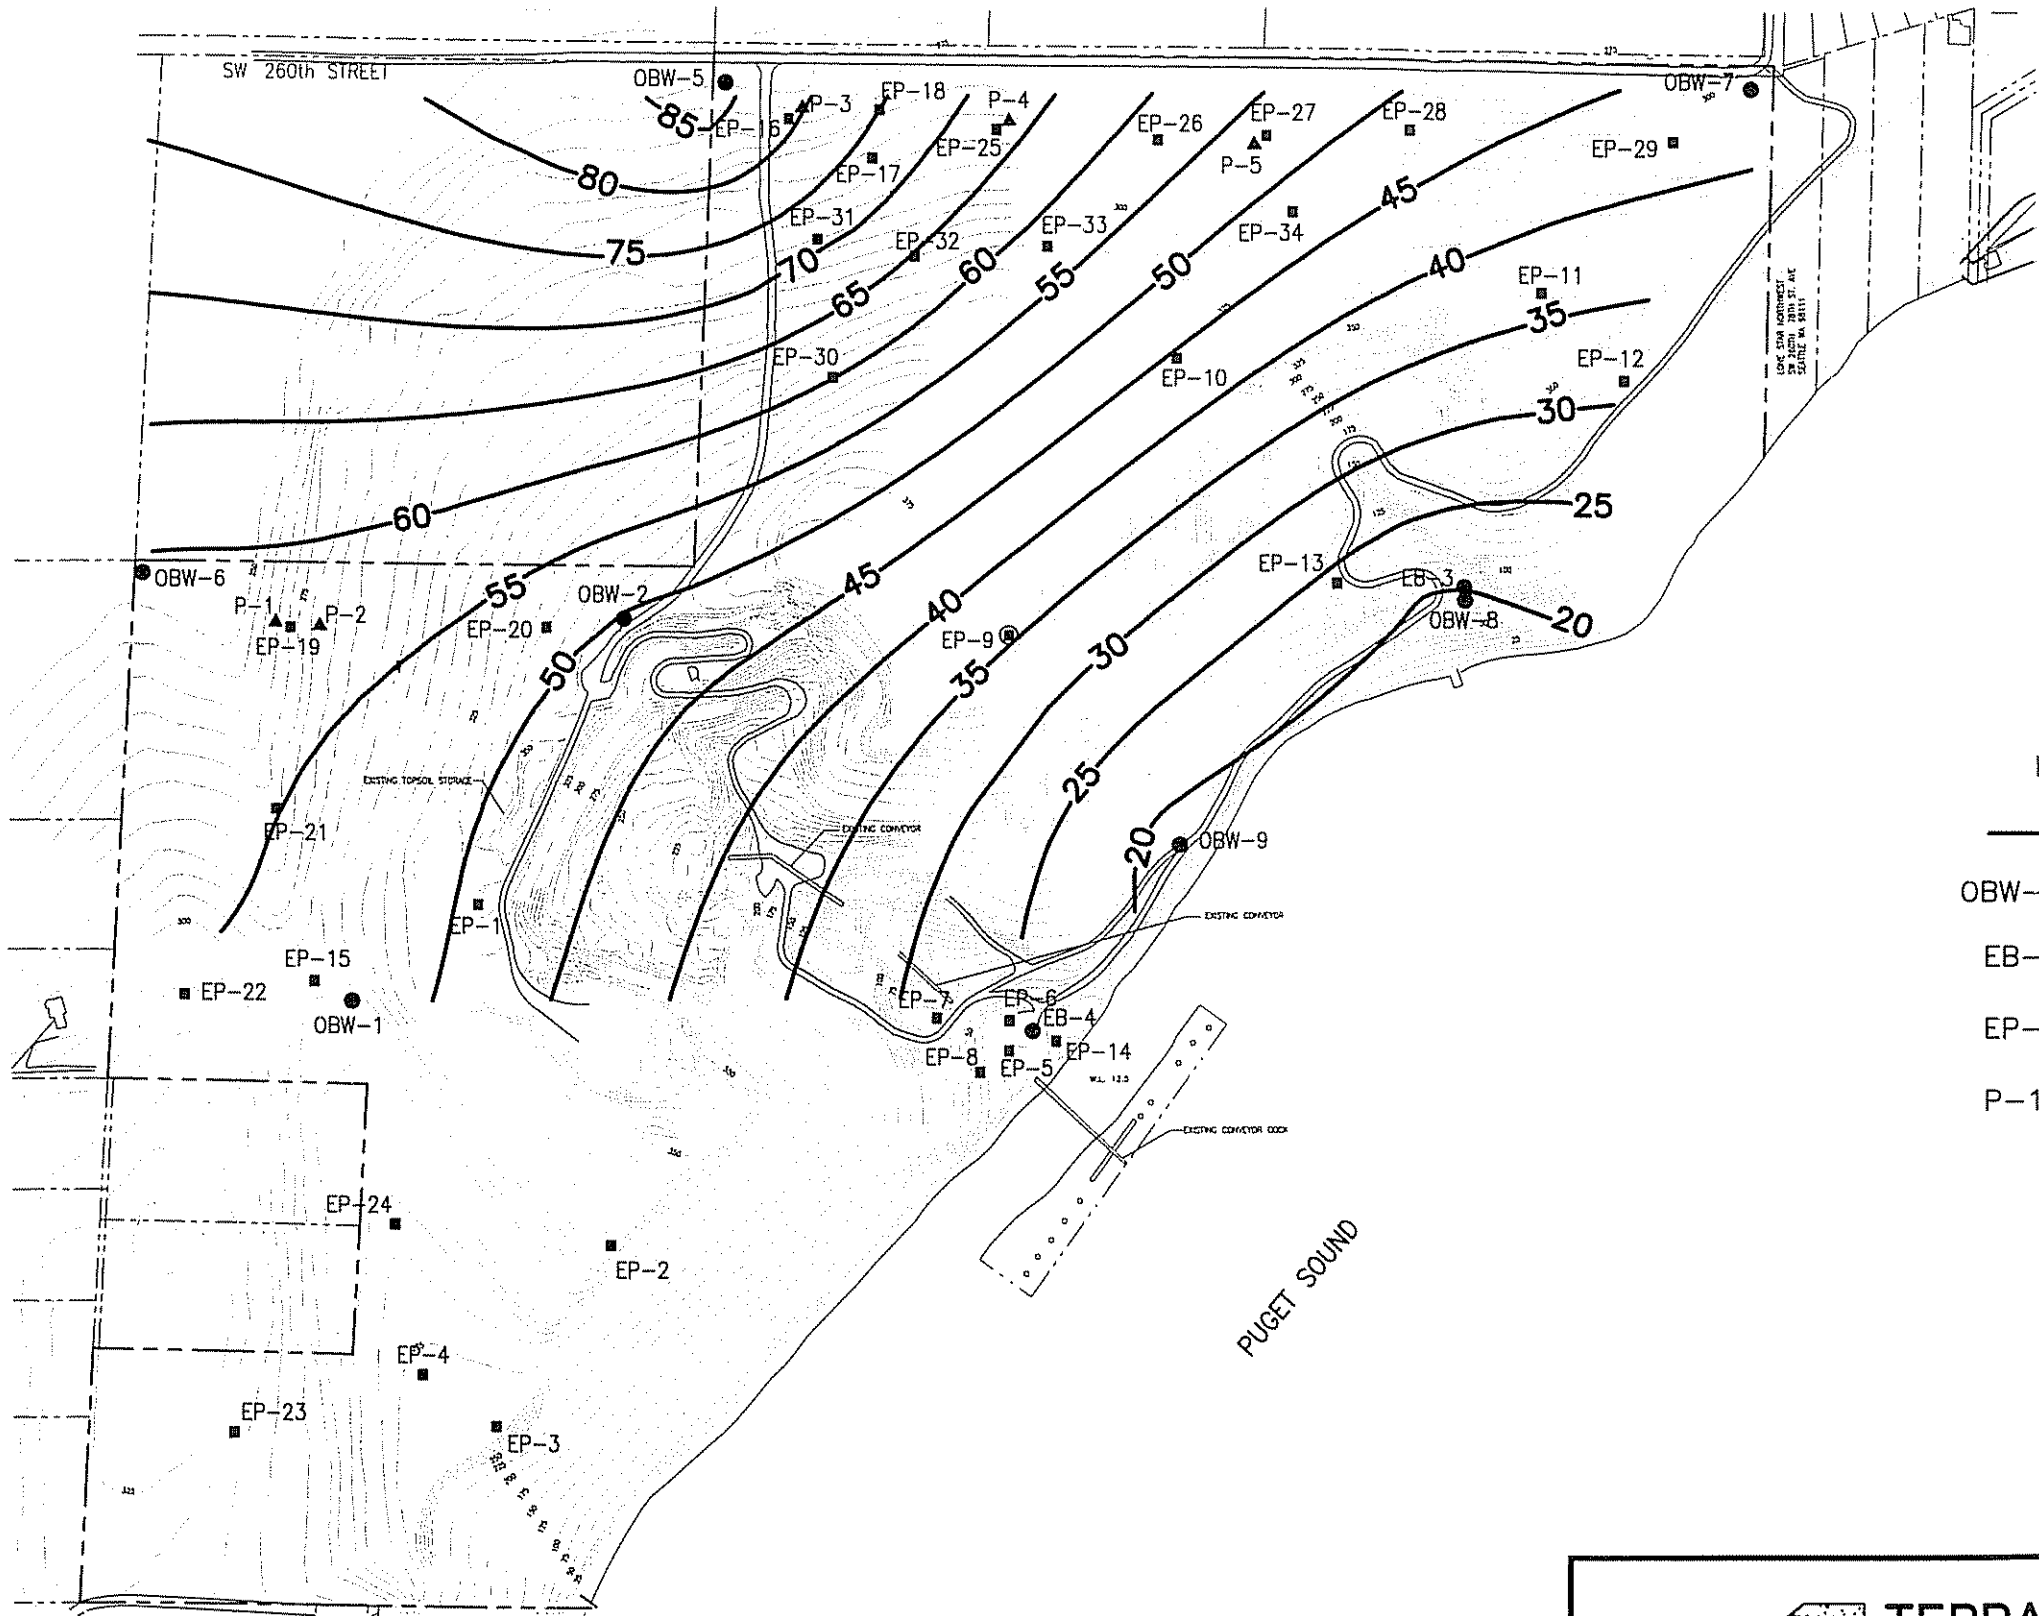 SW 260th STREET
OBW-5
OBW-7
P-3
EP-18
P-4
85
EP-16
EP-25
EP-26
EP-27
EP-28
EP-29
EP-17
P-5
80
45
EP-31
EP-32
EP-33
EP-34
75
70
60
55
50
40
EP-11
65
35
EP-30
EP-10
EP-12
30
60
25
OBW-6
55
OBW-2
45
EP-13
EB-3
P-1
P-2
EP-19
EP-20
40
EP-9
OBW-8
20
50
35
30
EXISTING TOPSOIL STORAGE
25
EP-21
EXISTING CONVEYOR
20
OBW-9
OBW-
EP-1
EXISTING CONVEYOR
EP-15
EB-
EP-22
OBW-1
EP-7
EP-6
EB-4
EP-
EP-8
EP-5
EP-14
W.L. 12.5
P-1
EXISTING CONVEYOR DOCK
EP-24
EP-2
PUGET SOUND
EP-4
EP-23
EP-3
TERRA